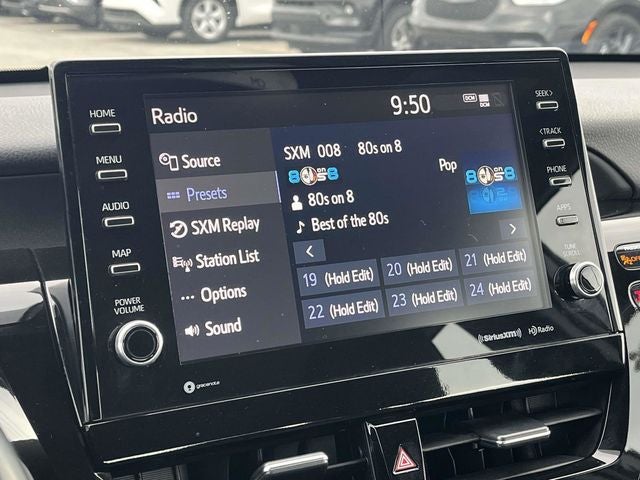 HOME
MENU
AUDIO
MAP
POWER
VOLUME
Radio
9:50
DCM
DCM
Source
Presets
SXM Replay
Station List
Options
Sound
SXM 008 80s on 8
Pop
80s on 8
Best of the 80s
19 (Hold Edit)
20 (Hold Edit)
21 (Hold Edit)
22 (Hold Edit)
23 (Hold Edit)
24 (Hold Edit)
SEEK>
<TRACK
PHONE
APPS
TUNE
SCROLL
gracenote
SiriusXM
HD Radio